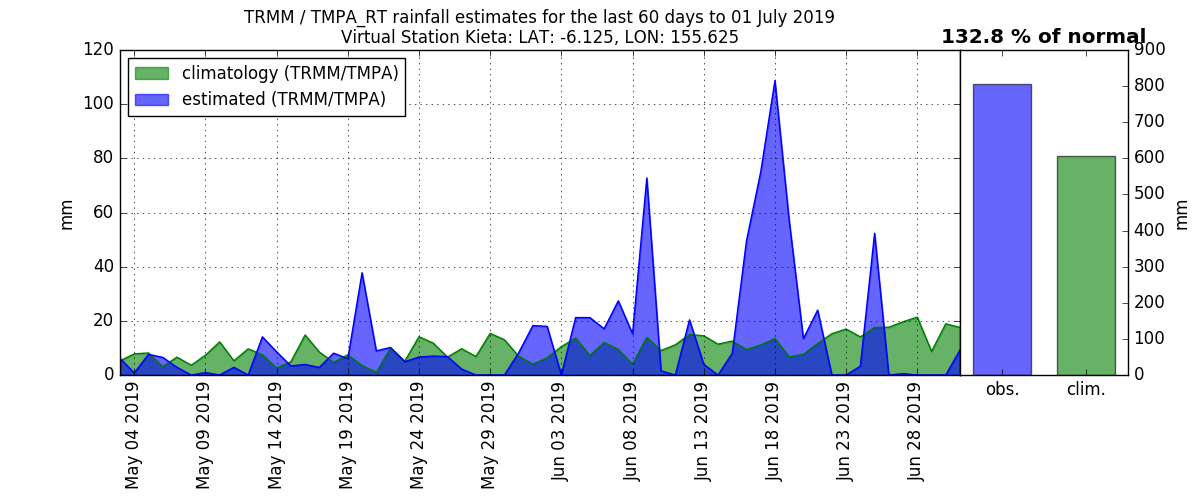 TRMM / TMPA_RT rainfall estimates for the last 60 days to 01 July 2019
Virtual Station Kieta: LAT: -6.125, LON: 155.625
132.8 % of normal
climatology (TRMM/TMPA)
estimated (TRMM/TMPA)
mm
120
100
80
60
40
20
0
May 04 2019
May 09 2019
May 14 2019
May 19 2019
May 24 2019
May 29 2019
Jun 03 2019
Jun 08 2019
Jun 13 2019
Jun 18 2019
Jun 23 2019
Jun 28 2019
obs.
clim.
900
800
700
600
500
400
300
200
100
0
mm